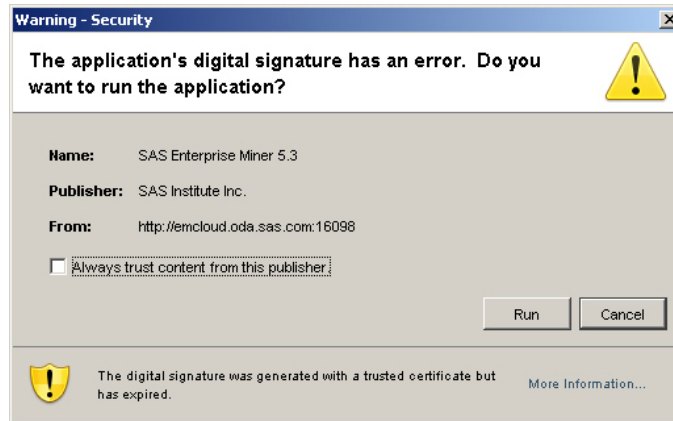 Warning - Security
The application's digital signature has an error. Do you
want to run the application?
Name: SAS Enterprise Miner 5.3
Publisher: SAS Institute Inc.
From: http://emcloud.oda.sas.com:16098
Always trust content from this publisher.
Run Cancel
The digital signature was generated with a trusted certificate but
has expired.
More Information...